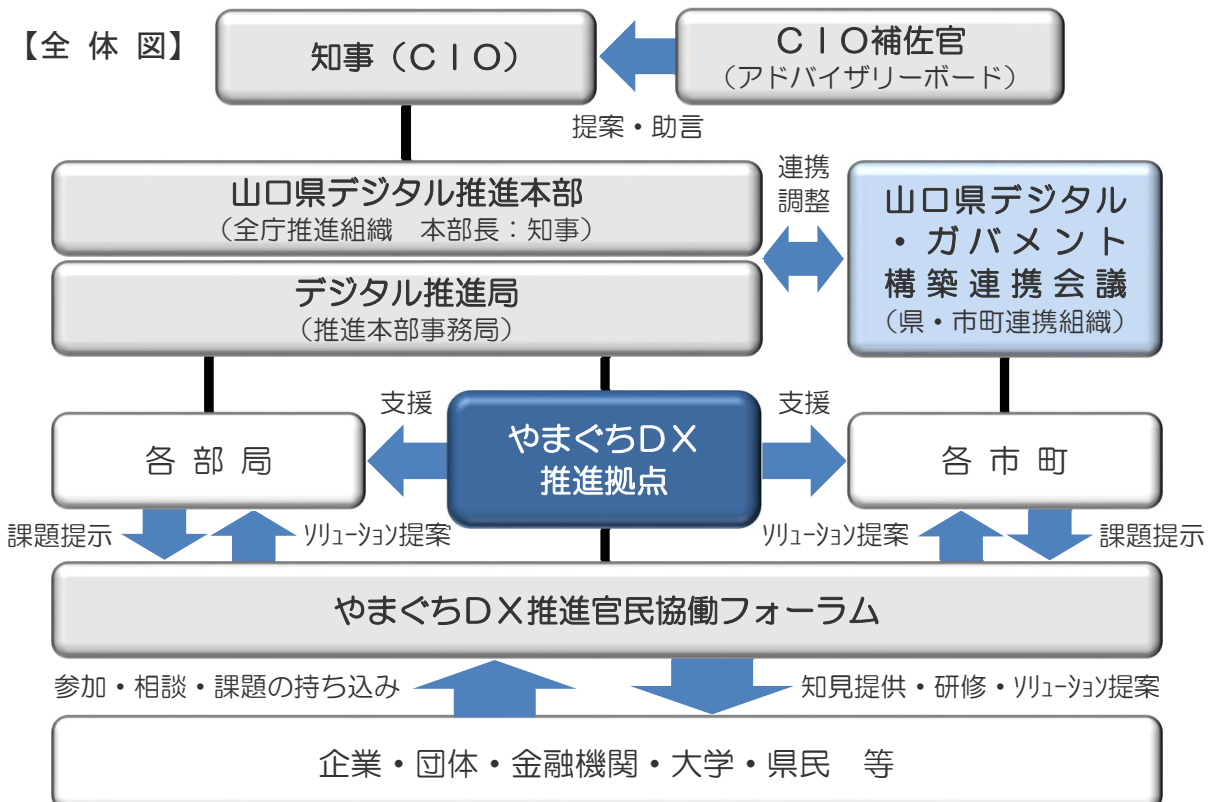 【全 体 図】
知事（ＣＩＯ）
ＣＩＯ補佐官
（アドバイザリーボード）
提案・助言
山口県デジタル推進本部
（全庁推進組織　本部長：知事）
デジタル推進局
（推進本部事務局）
連携
調整
山口県デジタル
・ガバメント
構築連携会議
（県・市町連携組織）
支援
支援
各 部 局
やまぐちＤＸ
推進拠点
各 市 町
課題提示
ｿﾘｭｰｼｮﾝ提案
ｿﾘｭｰｼｮﾝ提案
課題提示
やまぐちＤＸ推進官民協働フォーラム
参加・相談・課題の持ち込み
知見提供・研修・ｿﾘｭｰｼｮﾝ提案
企業・団体・金融機関・大学・県民　等